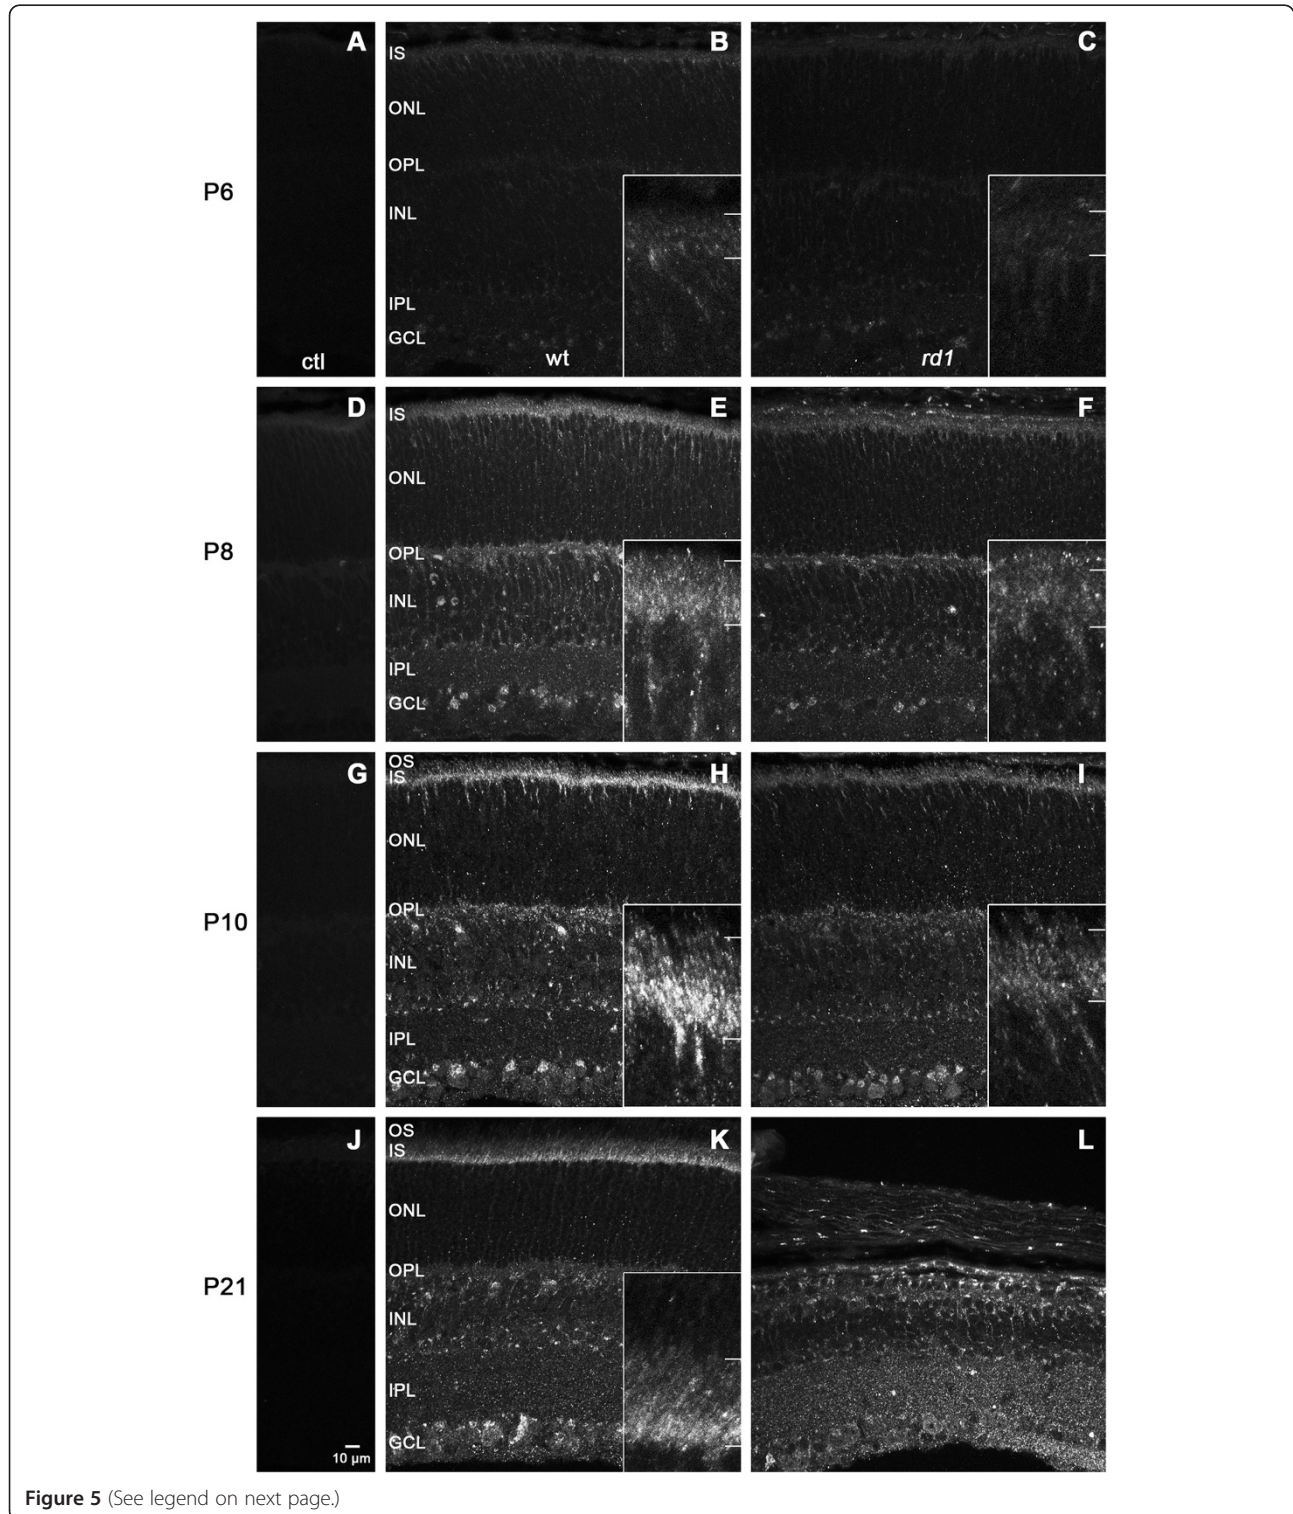 A
B
C
IS
ONL
OPL
P6
INL
IPL
GCL
ctl
wt
rd1
D
E
F
IS
ONL
P8
OPL
INL
IPL
GCL
G
H
I
OS
IS
ONL
P10
OPL
INL
IPL
GCL
J
K
L
OS
IS
ONL
P21
OPL
INL
IPL
GCL
10 µm
Figure 5 (See legend on next page.)